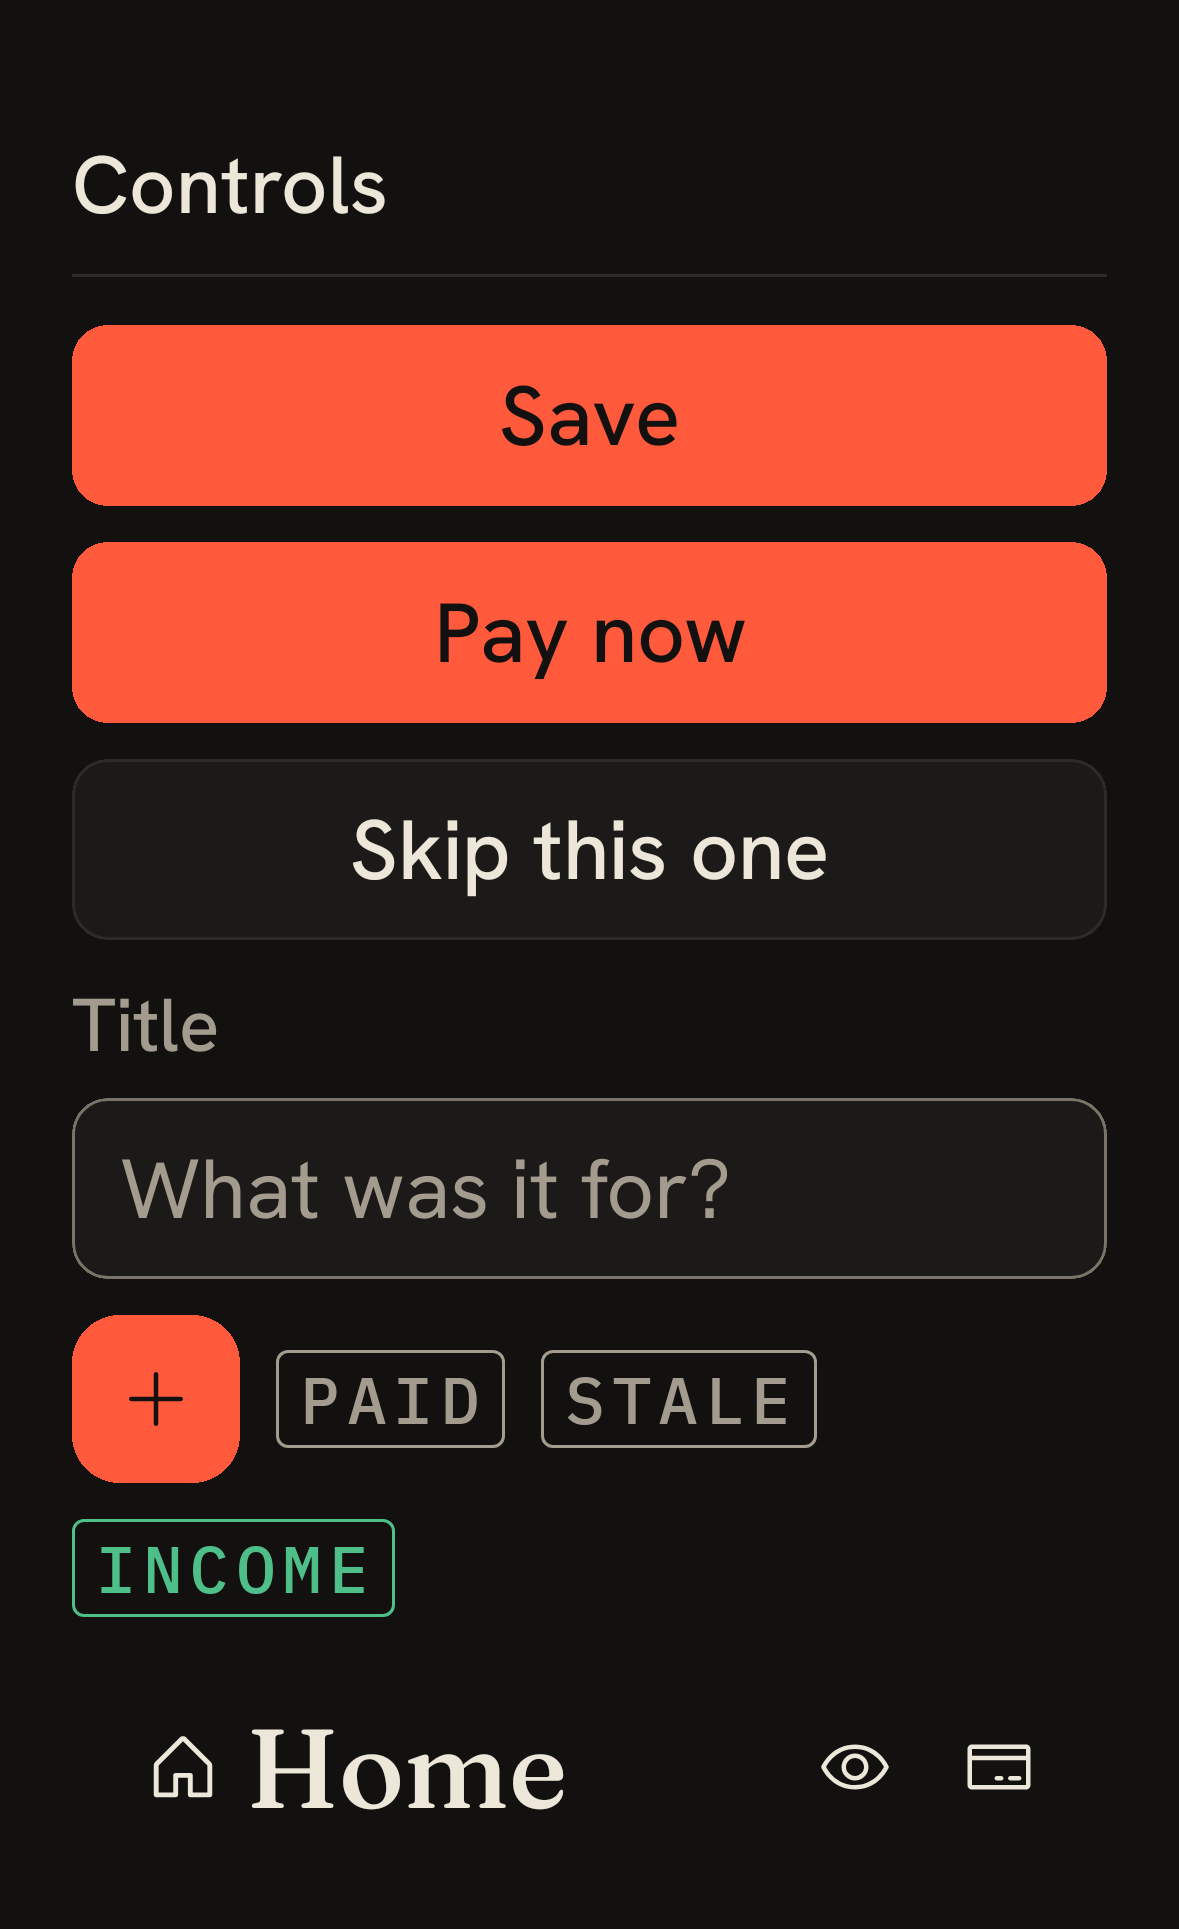 Controls
Save
Pay now
Skip this one
Title
What was it for?
PAID STALE
INCOME
Home